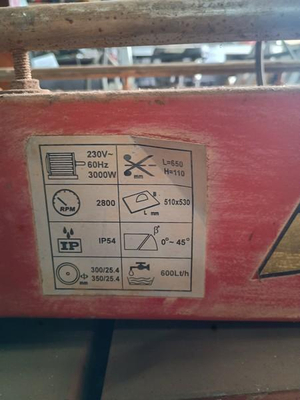 230V~
60Hz
3000W
mm
L=650
H=110
RPM
2800
R
L mm
510x530
IP
IP54
β
0°~ 45°
mm
300/25.4
350/25.4
600Lt/h